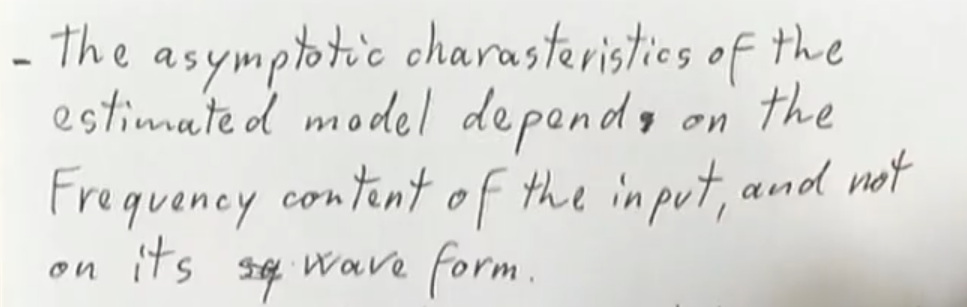 - The asymptotic charasteristics of the
estimated model depends on the
Frequency content of the input, and not
on its wave form.